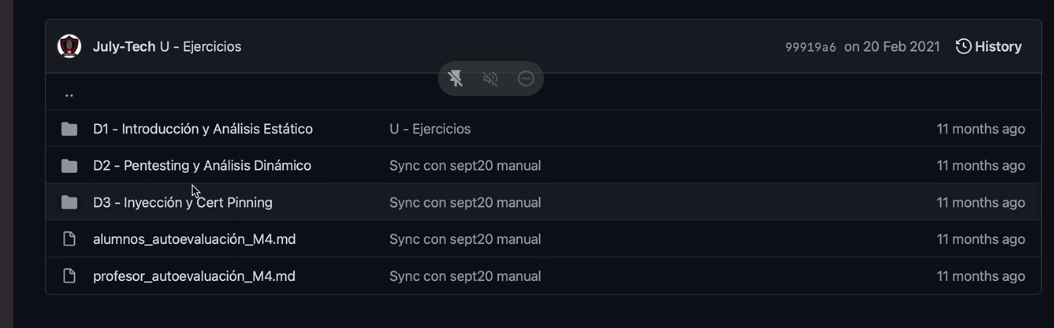 July-Tech U - Ejercicios 99919a6 on 20 Feb 2021 History
..
D1 - Introducción y Análisis Estático U - Ejercicios 11 months ago
D2 - Pentesting y Análisis Dinámico Sync con sept20 manual 11 months ago
D3 - Inyección y Cert Pinning Sync con sept20 manual 11 months ago
alumnos_autoevaluación_M4.md Sync con sept20 manual 11 months ago
profesor_autoevaluación_M4.md Sync con sept20 manual 11 months ago